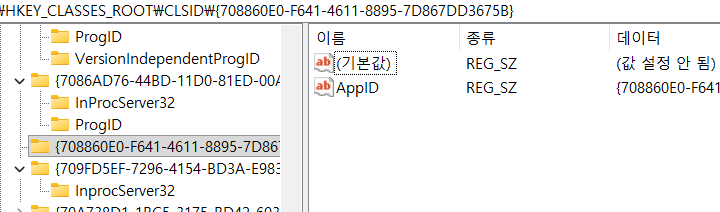 ₩HKEY_CLASSES_ROOT₩CLSID₩{708860E0-F641-4611-8895-7D867DD3675B}
ProgID
VersionIndependentProgID
{7086AD76-44BD-11D0-81ED-00A
InProcServer32
ProgID
{708860E0-F641-4611-8895-7D867
{709FD5EF-7296-4154-BD3A-E983
InprocServer32
이름 종류 데이터
(기본값) REG_SZ (값 설정 안 됨)
AppID REG_SZ {708860E0-F641